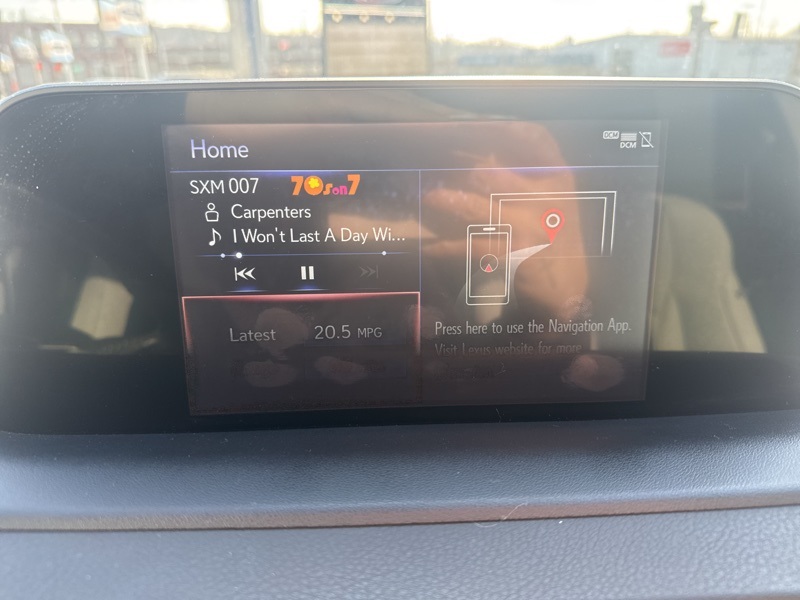 Home
DCM
DCM
SXM 007
70s on 7
Carpenters
I Won't Last A Day Wi...
Latest 20.5 MPG
Press here to use the Navigation App.
Visit Lexus website for more